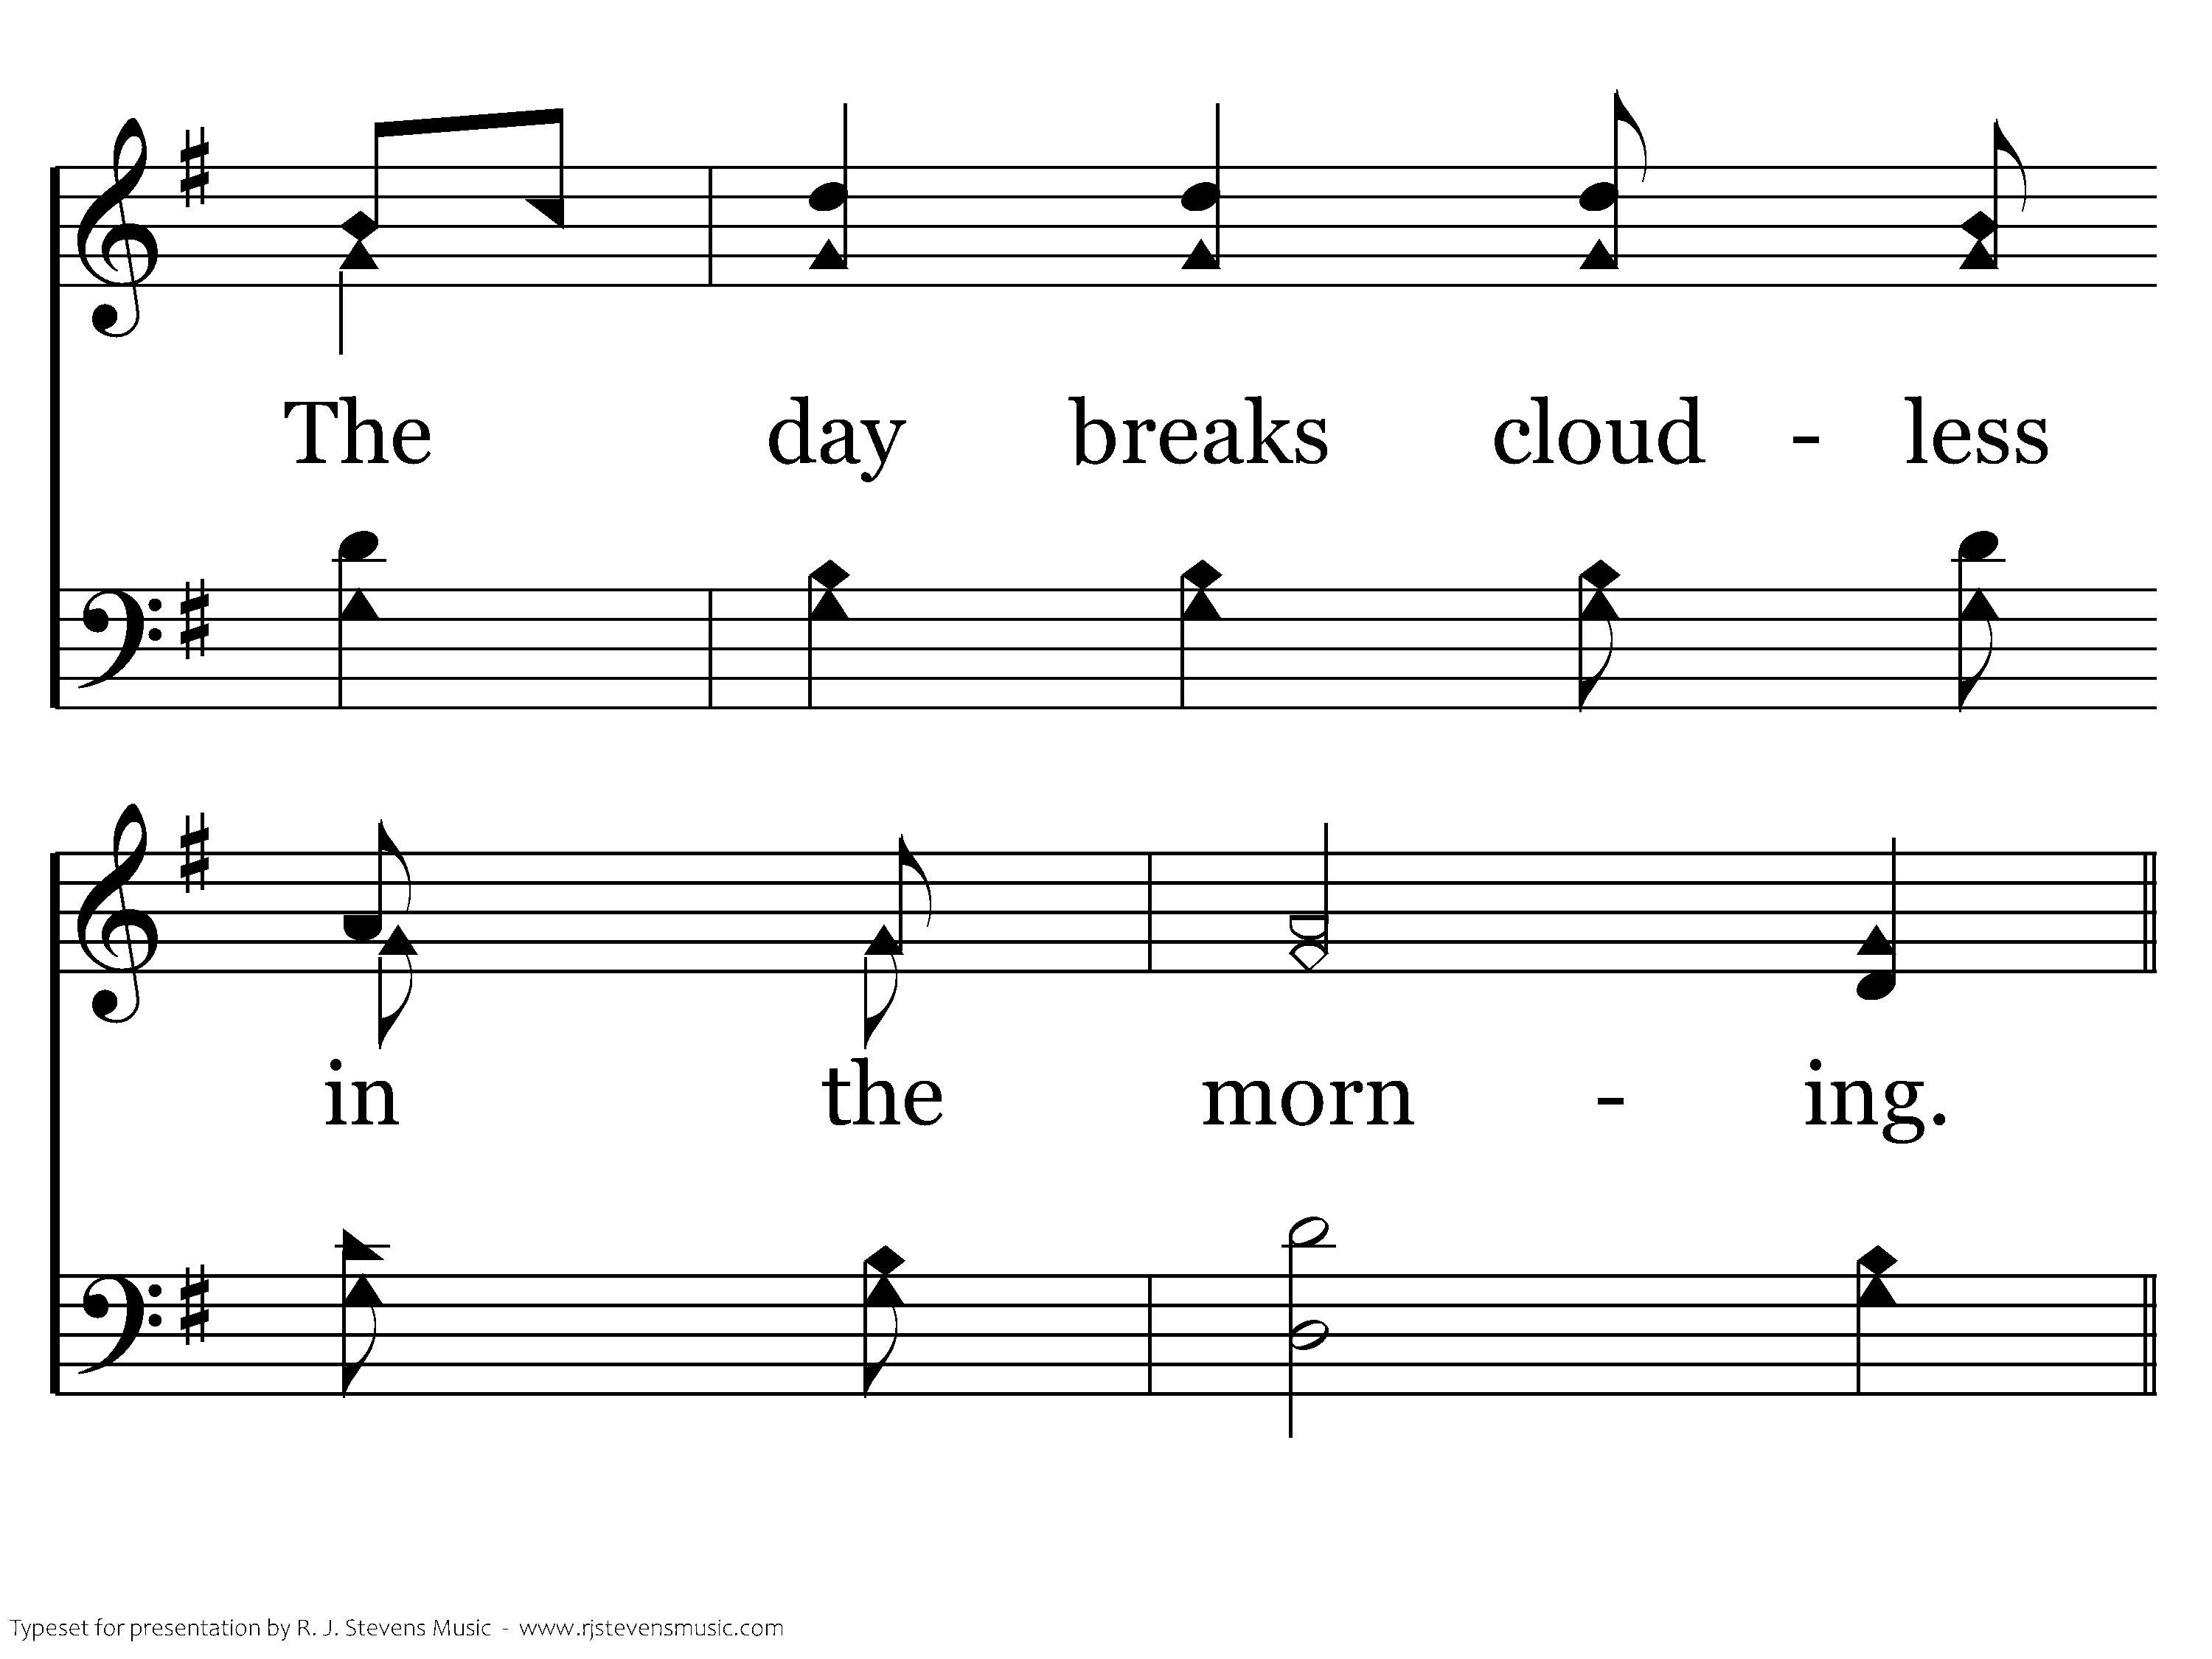 The day breaks cloud - less
in the morn - ing.
Typeset for presentation by R. J. Stevens Music - www.rjstevensmusic.com